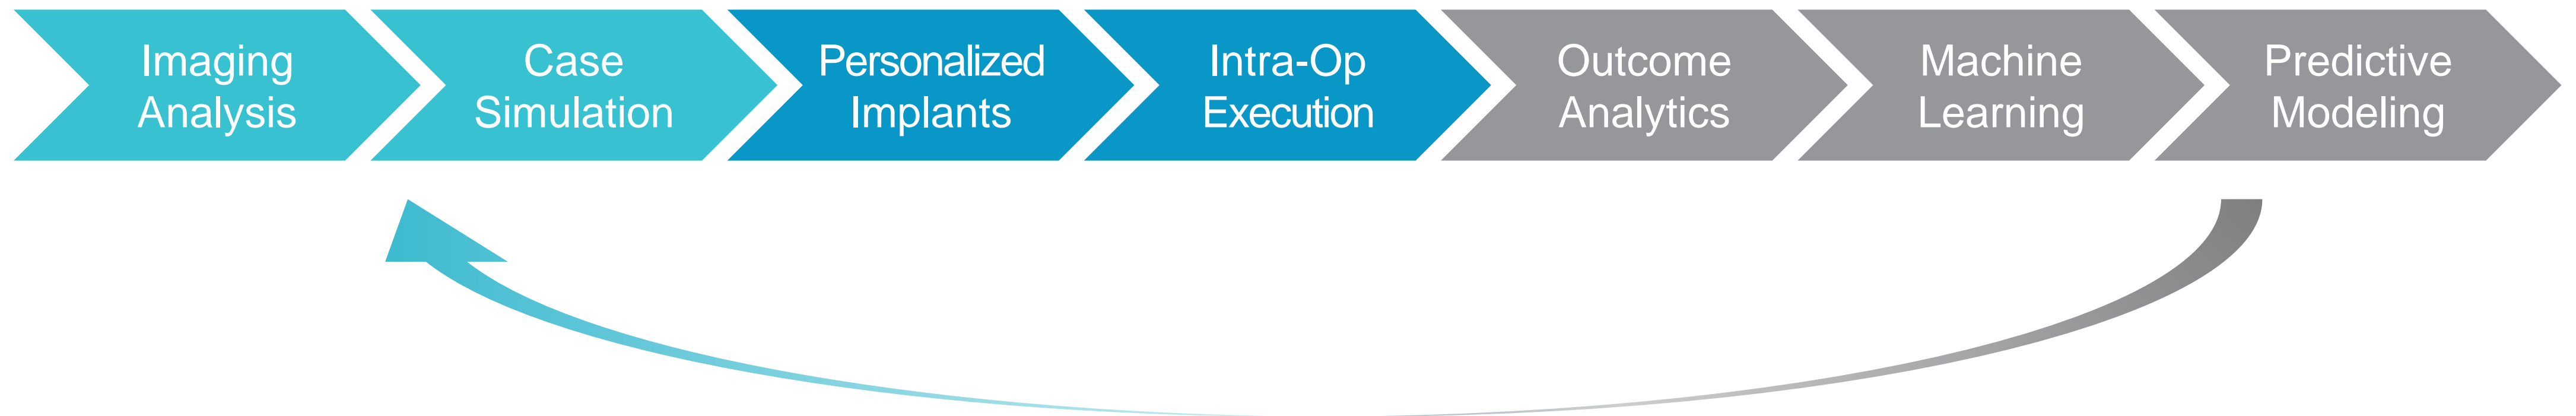 Imaging
Analysis
Case
Simulation
Personalized
Implants
Intra-Op
Execution
Outcome
Analytics
Machine
Learning
Predictive
Modeling